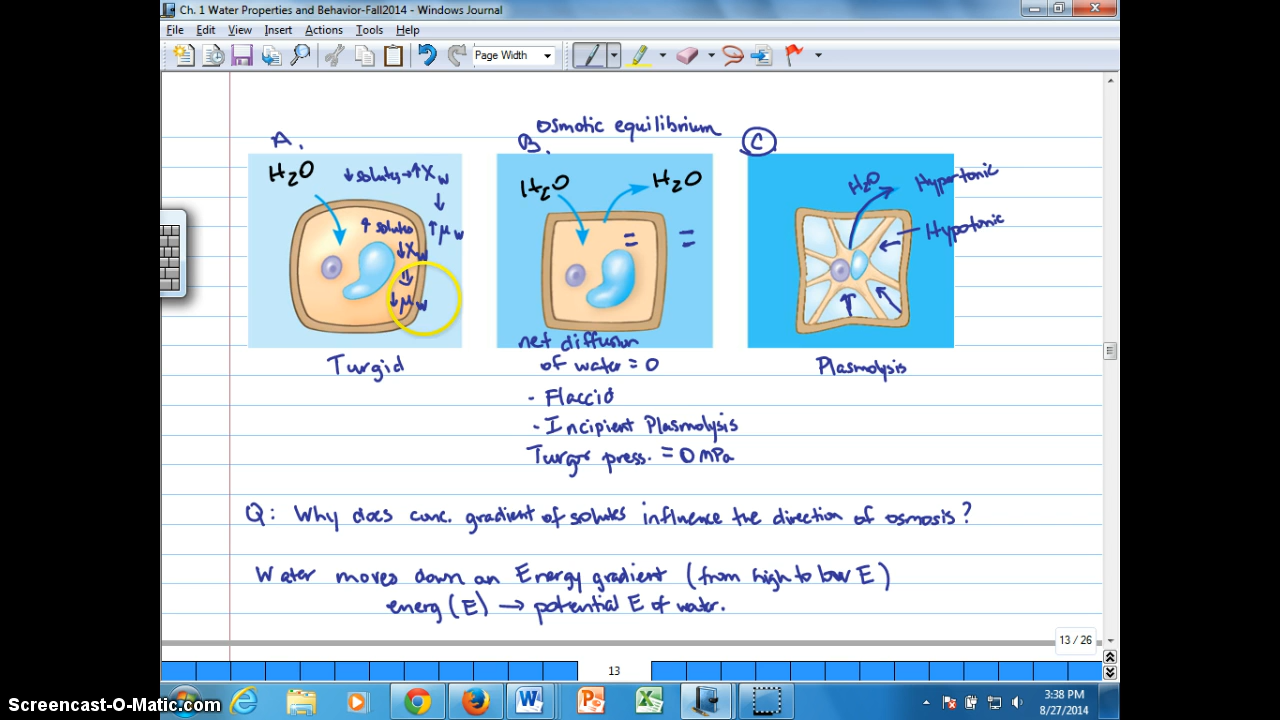 Ch. 1 Water Properties and Behavior-Fall2014 - Windows Journal
File Edit View Insert Actions Tools Help
Page Width
osmotic equilibrium
A.
B.
C
H2O
↓ solute → ↑ Xw
↓
↑ μw
↑ solute
↓ Xw
↓ μw
H2O
H2O
=
=
H2O
Hypertonic
Hypotonic
Turgid
net diffusion
of water = 0
- Flaccid
- Incipient Plasmolysis
Turgor press. = 0 MPa
Plasmolysis
Q: Why does conc. gradient of solutes influence the direction of osmosis?
Water moves down an Energy gradient (from high to low E)
energ (E) → potential E of water.
13 / 26
13
3:38 PM
8/27/2014
Screencast-O-Matic.com